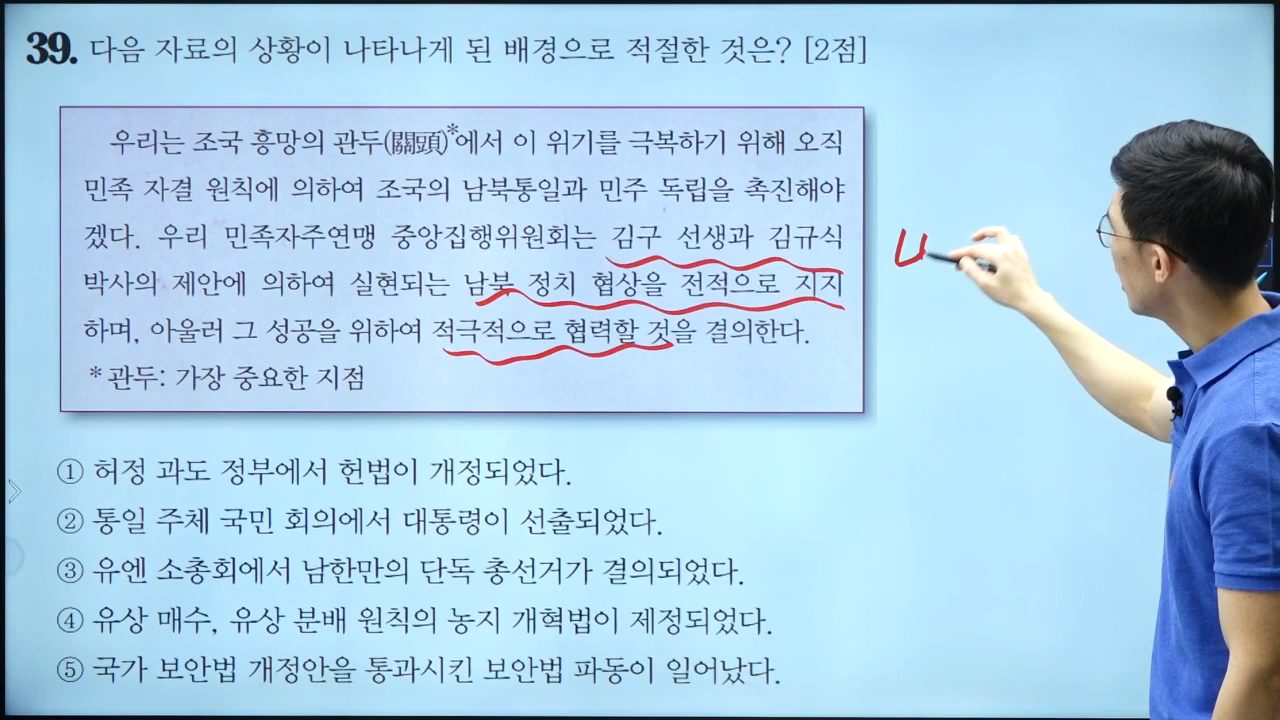 39. 다음 자료의 상황이 나타나게 된 배경으로 적절한 것은? [2점]
우리는 조국 흥망의 관두(關頭)*에서 이 위기를 극복하기 위해 오직
민족 자결 원칙에 의하여 조국의 남북통일과 민주 독립을 촉진해야
겠다. 우리 민족자주연맹 중앙집행위원회는 김구 선생과 김규식
박사의 제안에 의하여 실현되는 남북 정치 협상을 전적으로 지지
하며, 아울러 그 성공을 위하여 적극적으로 협력할 것을 결의한다.
* 관두: 가장 중요한 지점
① 허정 과도 정부에서 헌법이 개정되었다.
② 통일 주체 국민 회의에서 대통령이 선출되었다.
③ 유엔 소총회에서 남한만의 단독 총선거가 결의되었다.
④ 유상 매수, 유상 분배 원칙의 농지 개혁법이 제정되었다.
⑤ 국가 보안법 개정안을 통과시킨 보안법 파동이 일어났다.